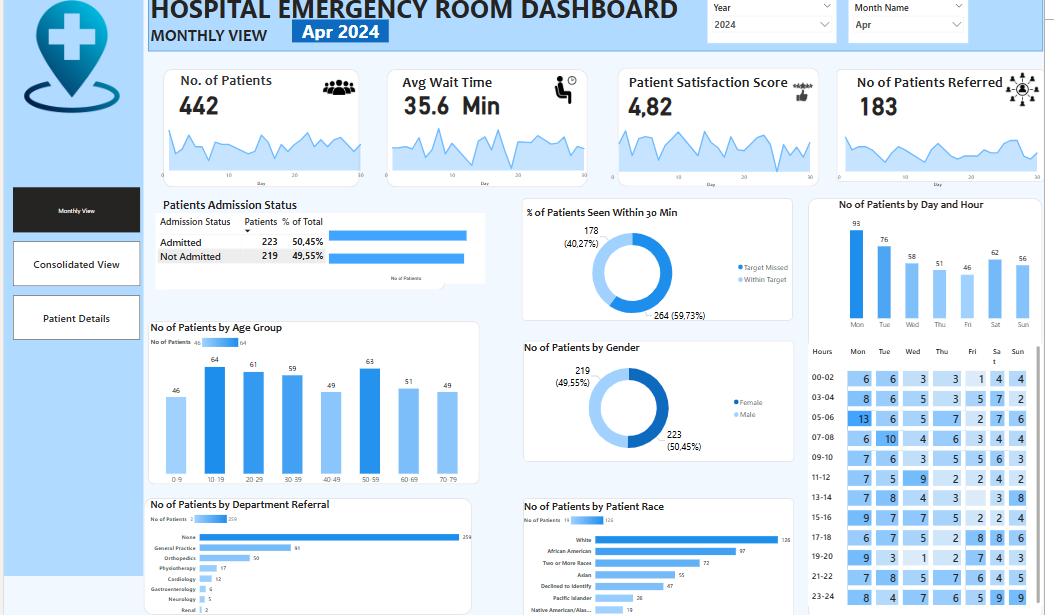 HOSPITAL EMERGENCY ROOM DASHBOARD
MONTHLY VIEW
Apr 2024
Year
2024
Month Name
Apr
No. of Patients
442
0 10 20 30
Day
Avg Wait Time
35.6 Min
0 10 20 30
Day
Patient Satisfaction Score
4,82
0 10 20 30
Day
No of Patients Referred
183
0 10 20 30
Day
Monthly View
Consolidated View
Patient Details
Patients Admission Status
Admission Status Patients % of Total
Admitted 223 50,45%
Not Admitted 219 49,55%
No of Patients
% of Patients Seen Within 30 Min
178
(40,27%)
264 (59,73%)
Target Missed
Within Target
No of Patients by Age Group
No of Patients 46 64
46 64 61 59 49 63 51 49
0-9 10-19 20-29 30-39 40-49 50-59 60-69 70-79
No of Patients by Gender
219
(49,55%)
223
(50,45%)
Female
Male
No of Patients by Department Referral
No of Patients 2 259
None 259
General Practice 91
Orthopedics 50
Physiotherapy 17
Cardiology 12
Gastroenterology 6
Neurology 5
Renal 2
No of Patients by Patient Race
No of Patients 19 126
White 126
African American 97
Two or More Races 72
Asian 55
Declined to Identify 47
Pacific Islander 26
Native American/Alas... 19
No of Patients by Day and Hour
93 76 58 51 46 62 56
Mon Tue Wed Thu Fri Sat Sun
Hours Mon Tue Wed Thu Fri Sa Sun
t
00-02 6 6 3 3 1 4 4
03-04 8 6 5 3 5 7 2
05-06 13 6 5 7 2 7 6
07-08 6 10 4 6 3 4 4
09-10 7 6 3 5 5 6 3
11-12 7 5 9 2 2 4 2
13-14 7 8 4 3 3 8
15-16 9 7 7 5 2 2 4
17-18 6 7 5 2 8 8 6
19-20 9 3 1 2 7 4 3
21-22 7 8 5 7 6 4 5
23-24 8 4 7 6 5 9 9